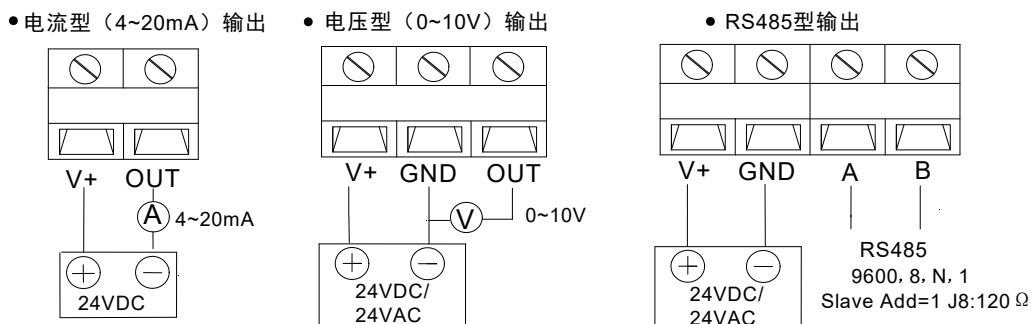 ● 电流型（4~20mA）输出
V+ OUT
A 4~20mA
+ −
24VDC
● 电压型（0~10V）输出
V+ GND OUT
V 0~10V
+ −
24VDC/
24VAC
● RS485型输出
V+ GND A B
+ −
24VDC/
24VAC
RS485
9600, 8, N, 1
Slave Add=1 J8:120 Ω